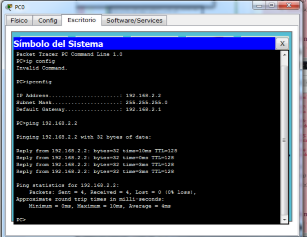 PC0
Físico Config Escritorio Software/Services
Símbolo del Sistema X
Packet Tracer PC Command Line 1.0
PC>ip config
Invalid Command.
PC>ipconfig
IP Address......................: 192.168.2.2
Subnet Mask.....................: 255.255.255.0
Default Gateway.................: 192.168.2.1
PC>ping 192.168.2.2
Pinging 192.168.2.2 with 32 bytes of data:
Reply from 192.168.2.2: bytes=32 time=10ms TTL=128
Reply from 192.168.2.2: bytes=32 time=0ms TTL=128
Reply from 192.168.2.2: bytes=32 time=5ms TTL=128
Reply from 192.168.2.2: bytes=32 time=4ms TTL=128
Ping statistics for 192.168.2.2:
Packets: Sent = 4, Received = 4, Lost = 0 (0% loss),
Approximate round trip times in milli-seconds:
Minimum = 0ms, Maximum = 10ms, Average = 4ms
PC>